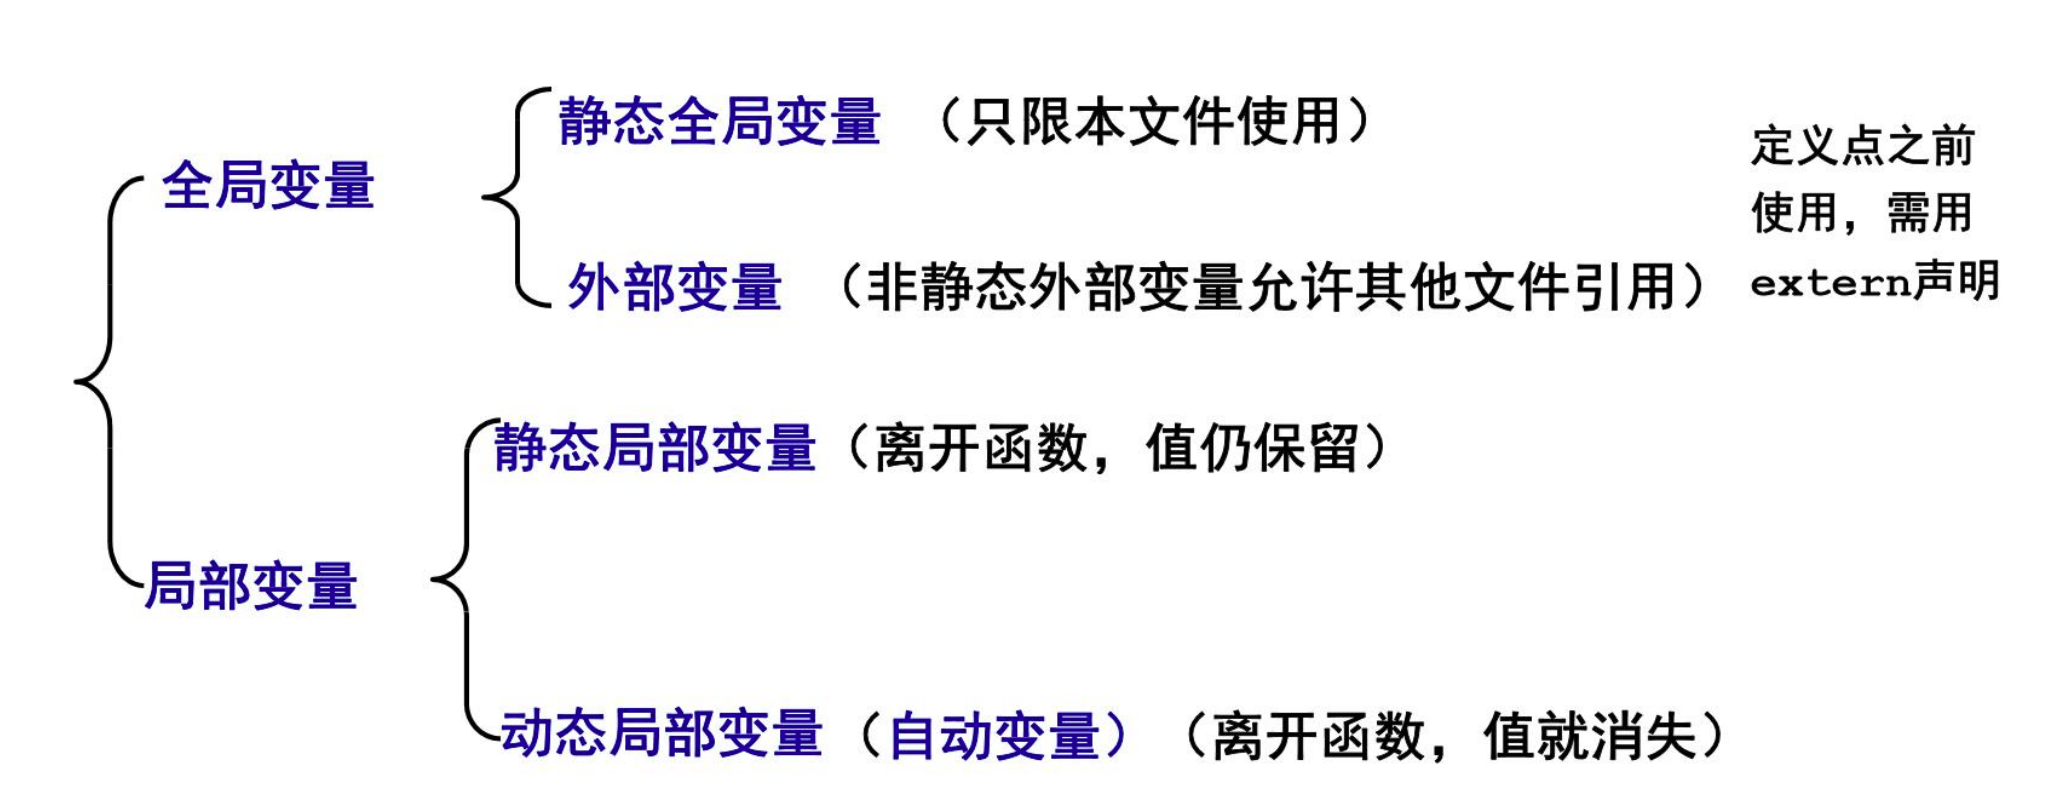 全局变量
静态全局变量 （只限本文件使用）
外部变量 （非静态外部变量允许其他文件引用）
定义点之前
使用，需用
extern声明
局部变量
静态局部变量（离开函数，值仍保留）
动态局部变量（自动变量）（离开函数，值就消失）